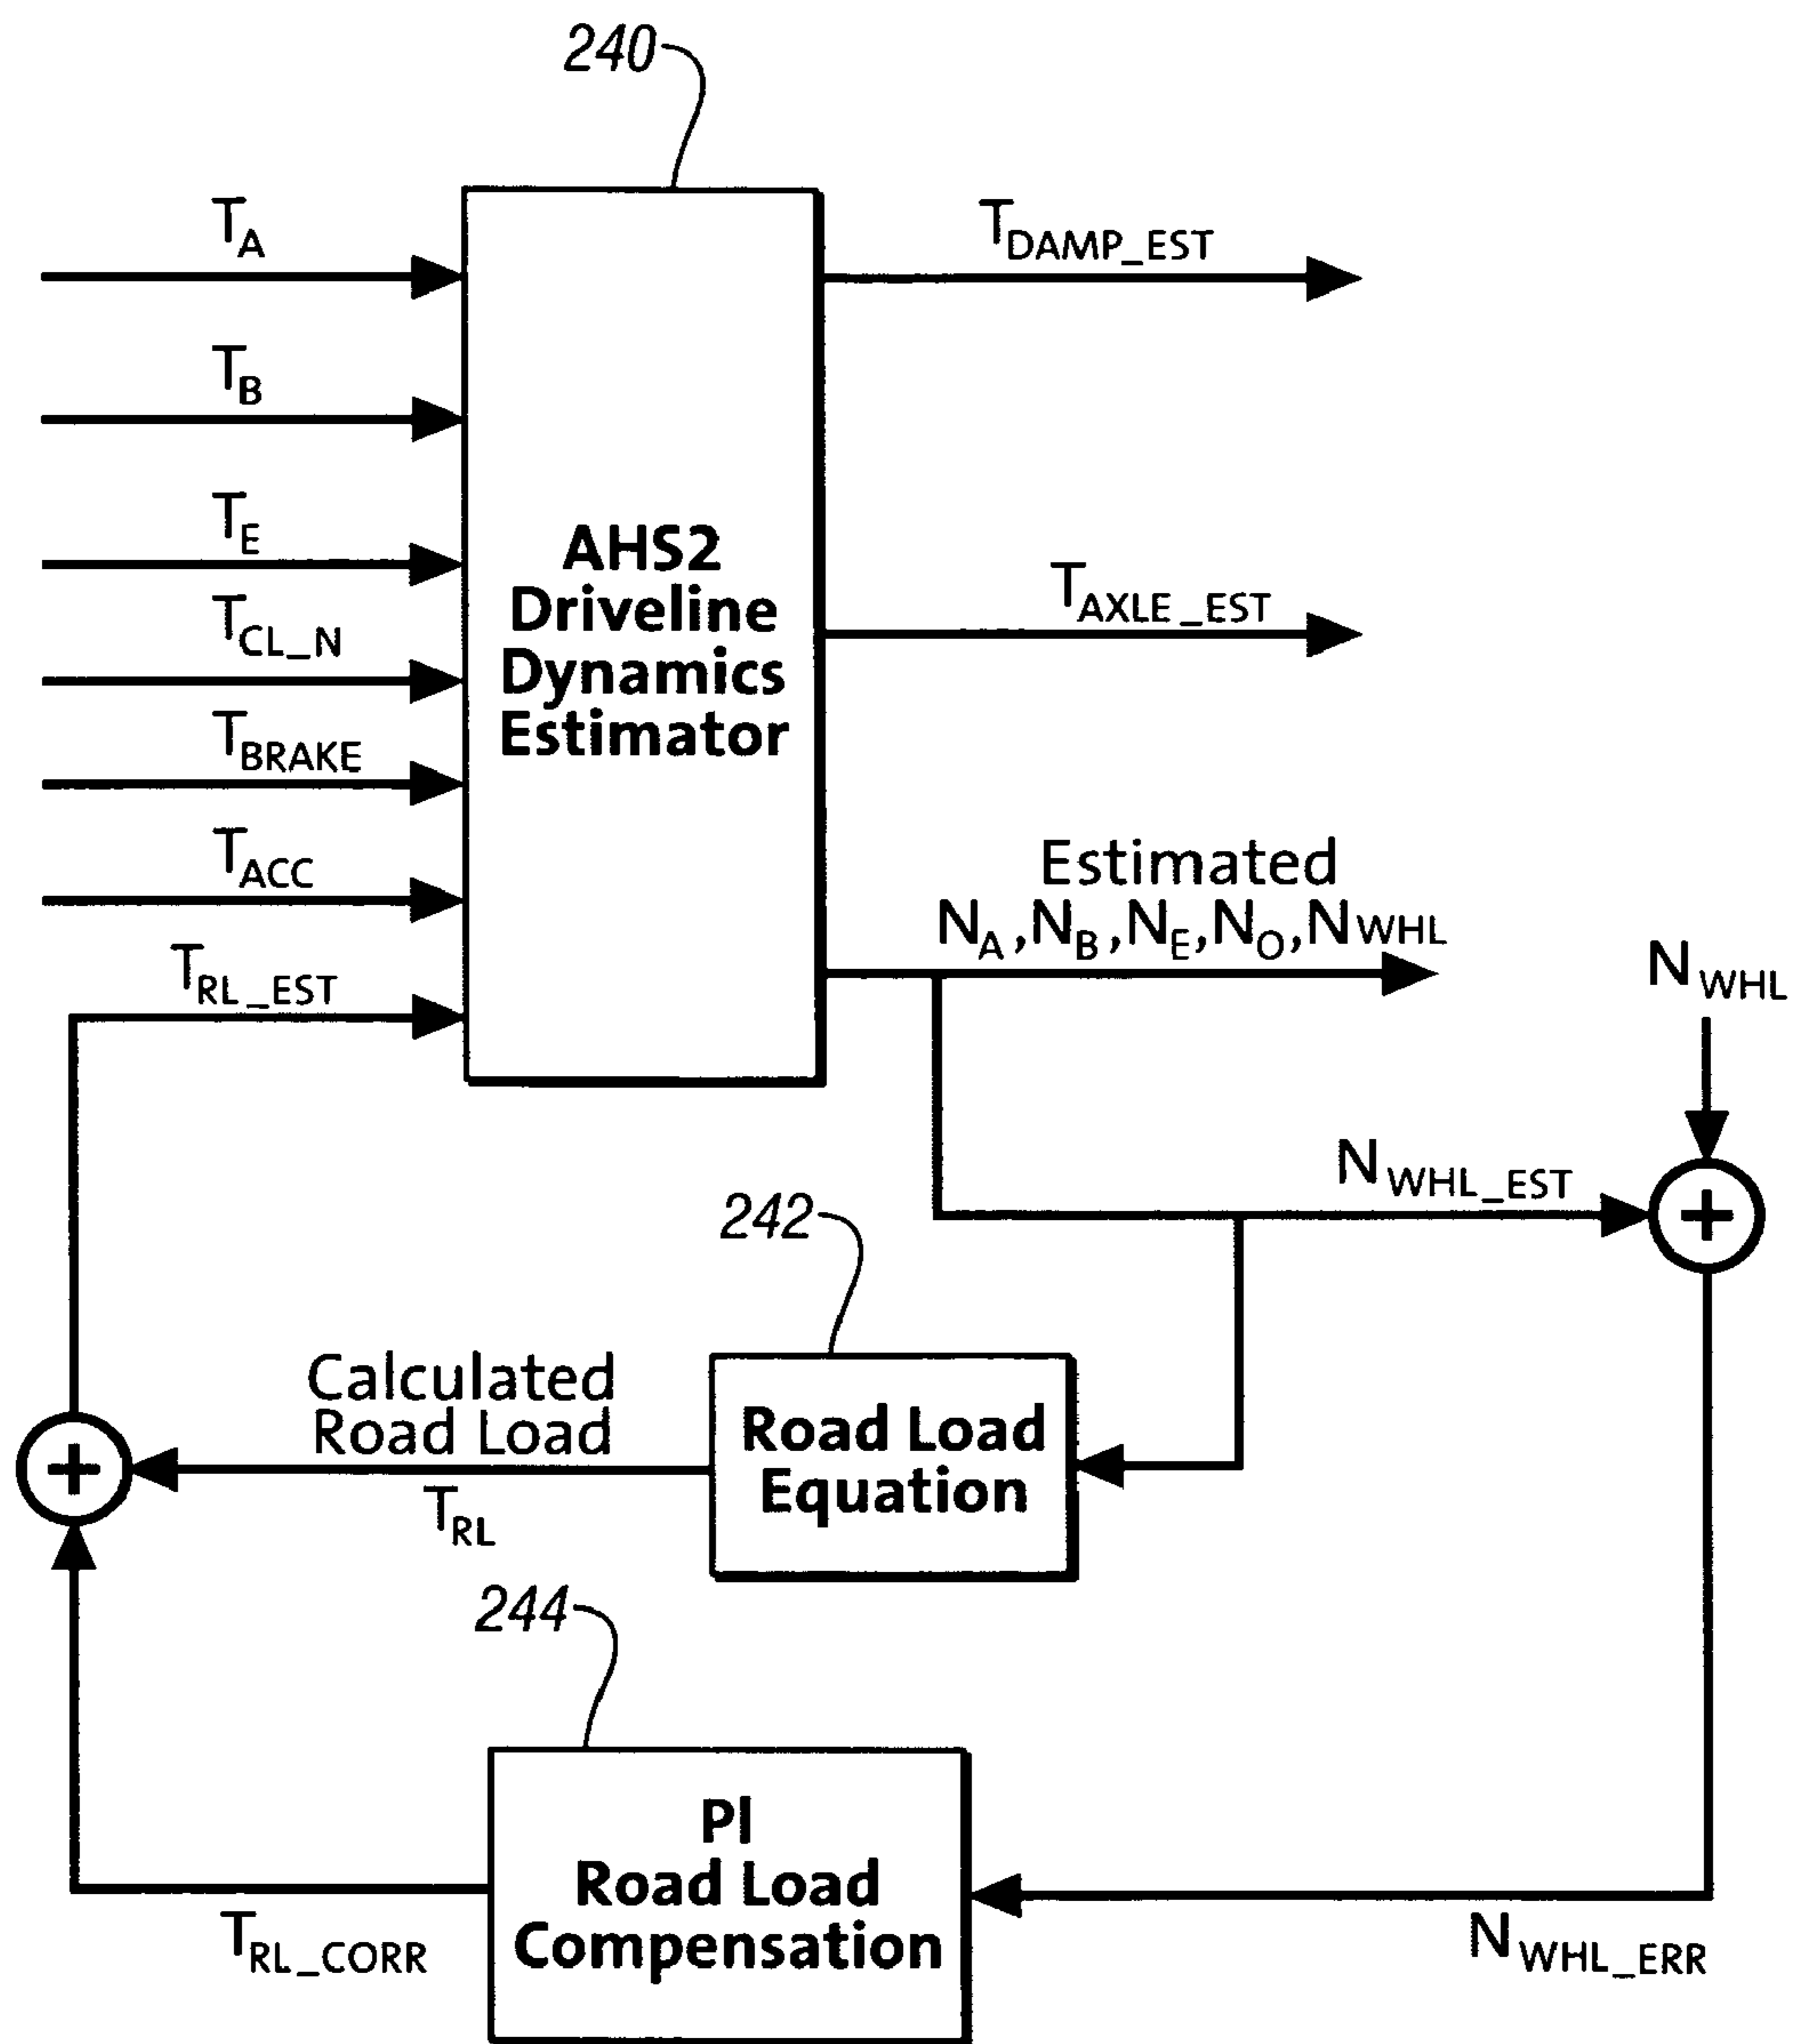 240
T_A
T_DAMP_EST
T_B
T_E
T_CL_N
AHS2
Driveline
Dynamics
Estimator
T_AXLE_EST
T_BRAKE
T_ACC
Estimated
N_A,N_B,N_E,N_O,NWHL
T_RL_EST
N_WHL
N_WHL_EST
242
Calculated
Road Load
T_RL
Road Load
Equation
244
PI
Road Load
Compensation
T_RL_CORR
N_WHL_ERR
+
+